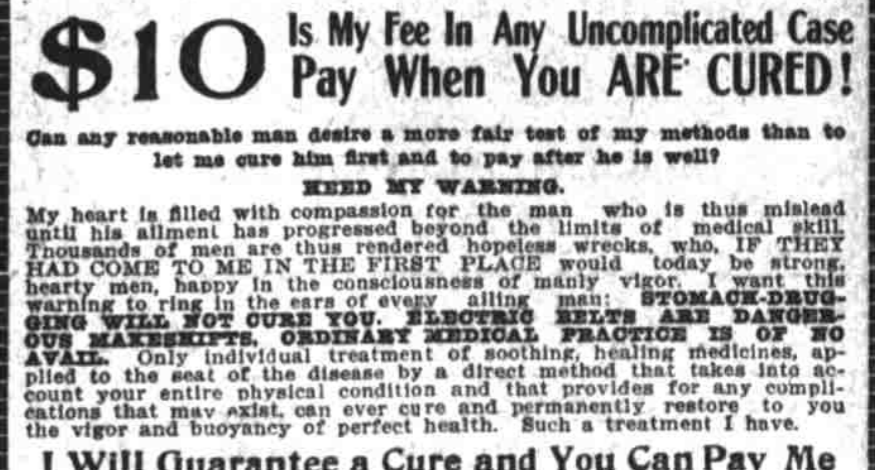 $10 Is My Fee In Any Uncomplicated Case
Pay When You ARE CURED!
Can any reasonable man desire a more fair test of my methods than to
let me cure him first and to pay after he is well?
HEED MY WARNING.
My heart is filled with compassion for the man who is thus mislead
until his ailment has progressed beyond the limits of medical skill.
Thousands of men are thus rendered hopeless wrecks, who, IF THEY
HAD COME TO ME IN THE FIRST PLACE would today be strong,
hearty men, happy in the consciousness of manly vigor. I want this
warning to ring in the ears of every ailing man: STOMACH-DRUG-
GING WILL NOT CURE YOU. ELECTRIC BELTS ARE DANGER-
OUS MAKESHIFTS. ORDINARY MEDICAL PRACTICE IS OF NO
AVAIL. Only individual treatment of soothing, healing medicines, ap-
plied to the seat of the disease by a direct method that takes into ac-
count your entire physical condition and that provides for any compli-
cations that may exist, can ever cure and permanently restore to you
the vigor and buoyancy of perfect health. Such a treatment I have.
I Will Guarantee a Cure and You Can Pay Me